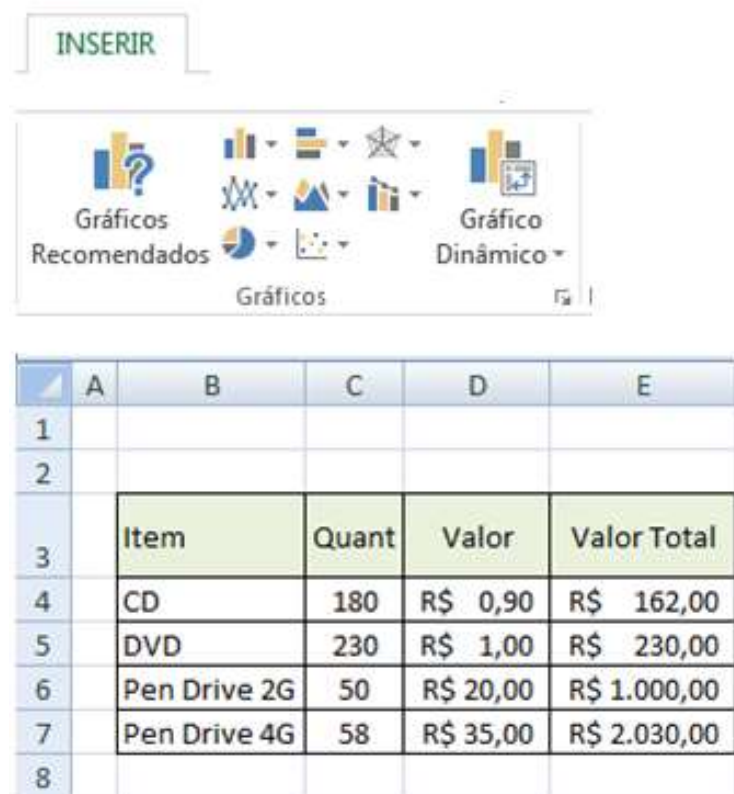 INSERIR
Gráficos
Recomendados
Gráfico
Dinâmico
Gráficos
A B C D E
1
2
3 Item Quant Valor Valor Total
4 CD 180 R$ 0,90 R$ 162,00
5 DVD 230 R$ 1,00 R$ 230,00
6 Pen Drive 2G 50 R$ 20,00 R$ 1.000,00
7 Pen Drive 4G 58 R$ 35,00 R$ 2.030,00
8